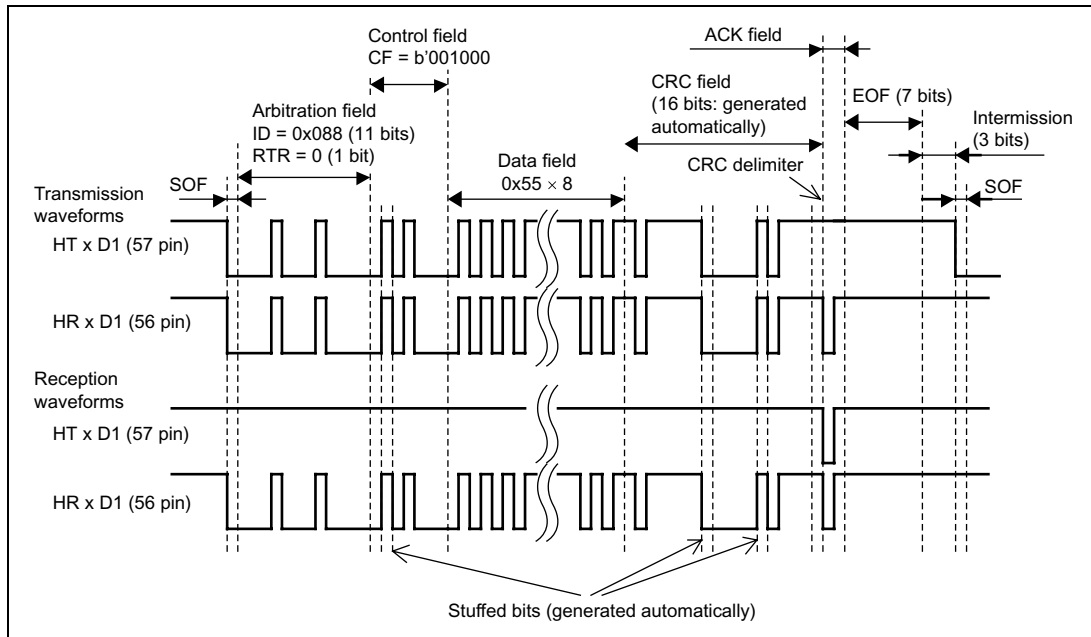 Control field
CF = b'001000
ACK field
CRC field
(16 bits: generated
automatically)
EOF (7 bits)
Arbitration field
ID = 0x088 (11 bits)
RTR = 0 (1 bit)
Intermission
(3 bits)
Data field
0x55 × 8
CRC delimiter
SOF
SOF
Transmission
waveforms
HT x D1 (57 pin)
HR x D1 (56 pin)
Reception
waveforms
HT x D1 (57 pin)
HR x D1 (56 pin)
Stuffed bits (generated automatically)